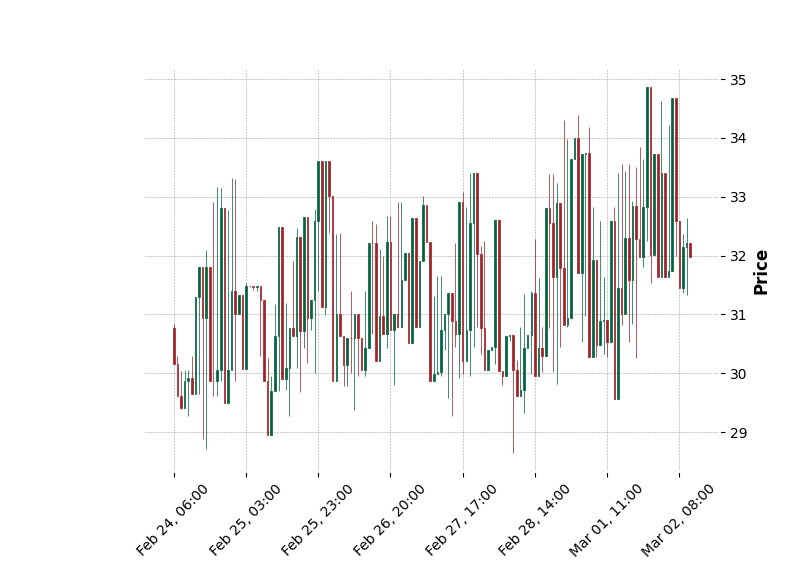 35
34
33
32
31
30
29
Price
Feb 24, 06:00
Feb 25, 03:00
Feb 25, 23:00
Feb 26, 20:00
Feb 27, 17:00
Feb 28, 14:00
Mar 01, 11:00
Mar 02, 08:00